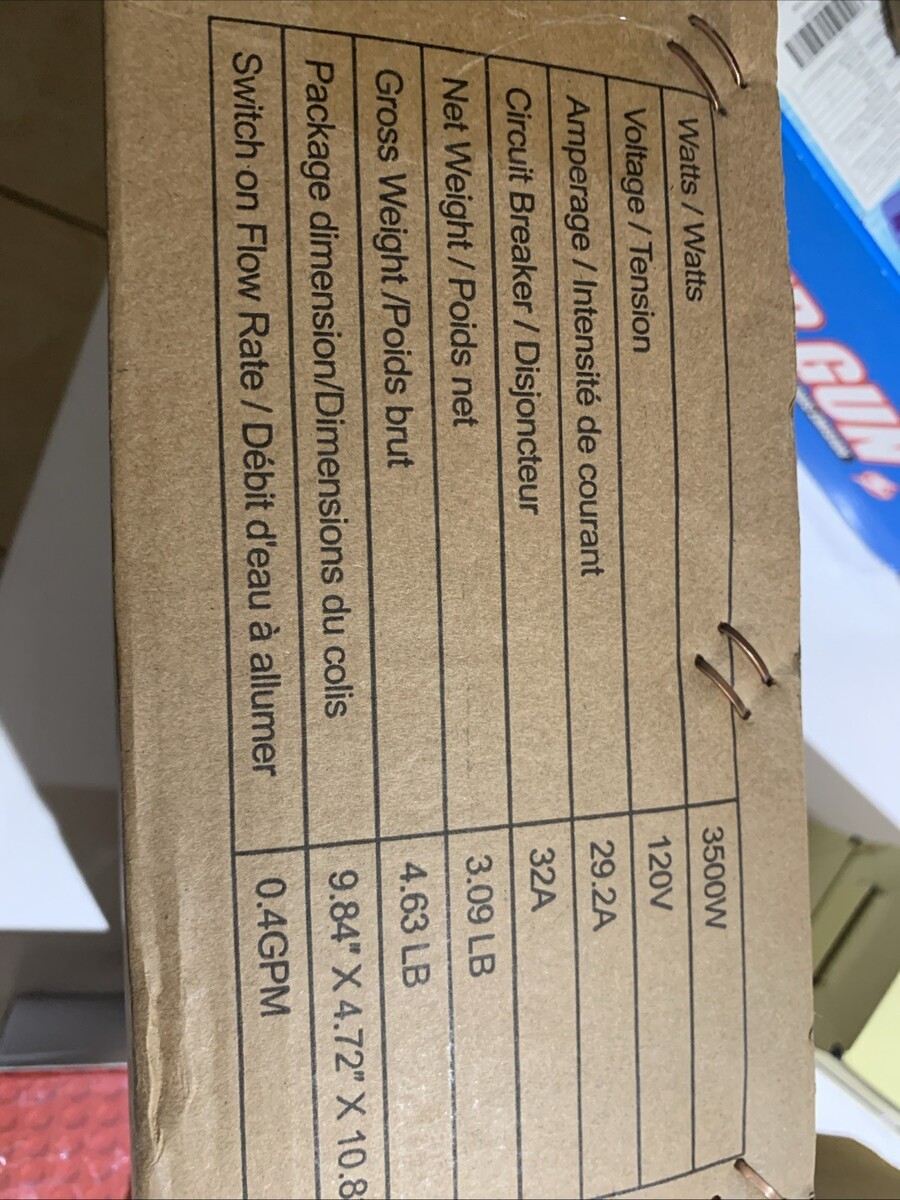 Watts / Watts 3500W
Voltage / Tension 120V
Amperage / Intensité de courant 29.2A
Circuit Breaker / Disjoncteur 32A
Net Weight / Poids net 3.09 LB
Gross Weight /Poids brut 4.63 LB
Package dimension/Dimensions du colis 9.84" X 4.72" X 10.8
Switch on Flow Rate / Débit d'eau à allumer 0.4GPM
GUN